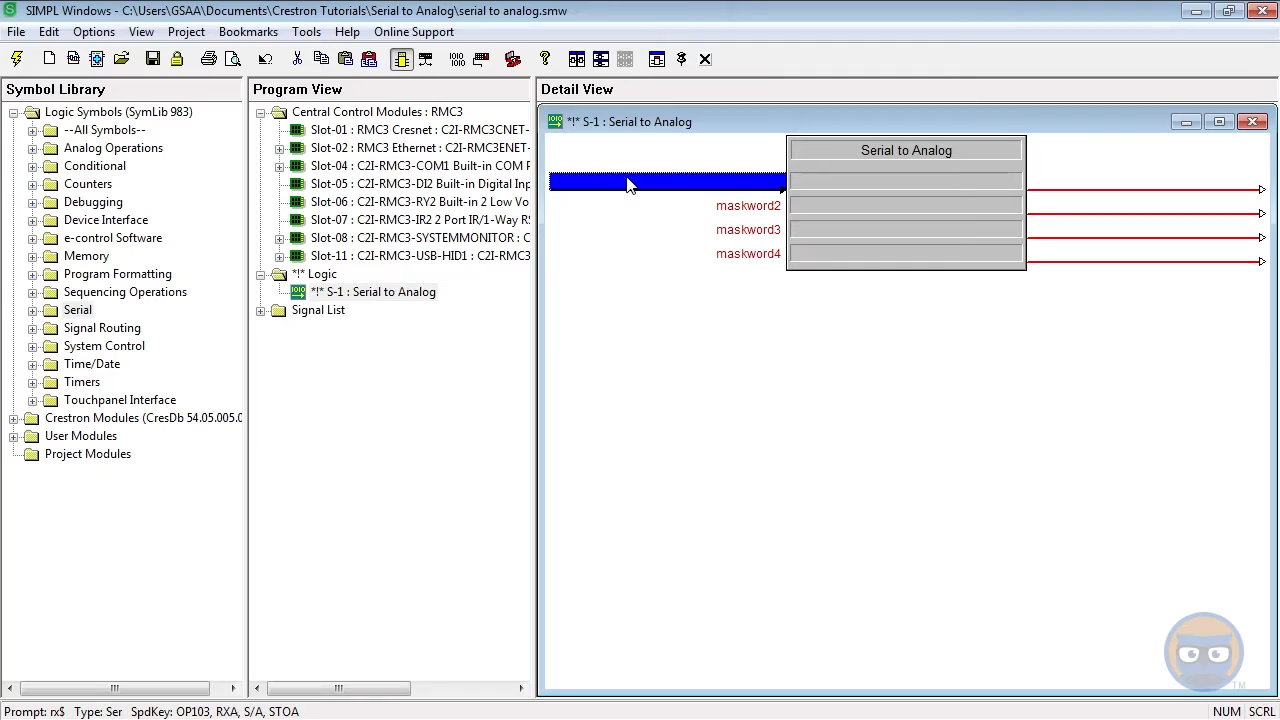 SIMPL Windows - C:\Users\GSAA\Documents\Crestron Tutorials\Serial to Analog\serial to analog.smw
File Edit Options View Project Bookmarks Tools Help Online Support
Symbol Library
Logic Symbols (SymLib 983)
--All Symbols--
Analog Operations
Conditional
Counters
Debugging
Device Interface
e-control Software
Memory
Program Formatting
Sequencing Operations
Serial
Signal Routing
System Control
Time/Date
Timers
Touchpanel Interface
Crestron Modules (CresDb 54.05.005.0
User Modules
Project Modules
Program View
Central Control Modules : RMC3
Slot-01 : RMC3 Cresnet : C2I-RMC3CNET-
Slot-02 : RMC3 Ethernet : C2I-RMC3ENET-
Slot-04 : C2I-RMC3-COM1 Built-in COM P
Slot-05 : C2I-RMC3-DI2 Built-in Digital Inp
Slot-06 : C2I-RMC3-RY2 Built-in 2 Low Vo
Slot-07 : C2I-RMC3-IR2 2 Port IR/1-Way RS
Slot-08 : C2I-RMC3-SYSTEMMONITOR : C
Slot-11 : C2I-RMC3-USB-HID1 : C2I-RMC3
*!* Logic
*!* S-1 : Serial to Analog
Signal List
Detail View
*!* S-1 : Serial to Analog
Serial to Analog
maskword2
maskword3
maskword4
TM
Prompt: rx$ Type: Ser SpdKey: OP103, RXA, S/A, STOA
NUM SCRL